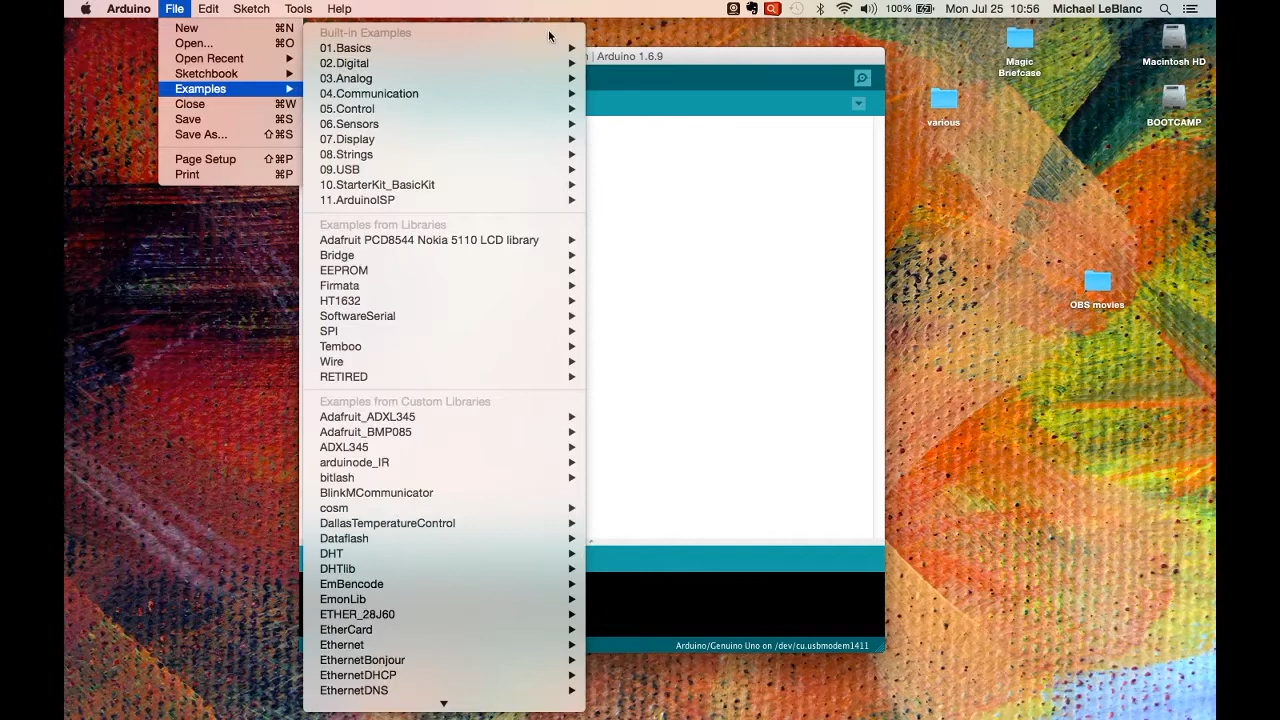 Arduino File Edit Sketch Tools Help 100% Mon Jul 25 10:56 Michael LeBlanc
New ⌘N
Open... ⌘O
Open Recent
Sketchbook
Examples
Close ⌘W
Save ⌘S
Save As... ⇧⌘S
Page Setup ⇧⌘P
Print ⌘P
Built-in Examples
01.Basics
02.Digital
03.Analog
04.Communication
05.Control
06.Sensors
07.Display
08.Strings
09.USB
10.StarterKit_BasicKit
11.ArduinoISP
Examples from Libraries
Adafruit PCD8544 Nokia 5110 LCD library
Bridge
EEPROM
Firmata
HT1632
SoftwareSerial
SPI
Temboo
Wire
RETIRED
Examples from Custom Libraries
Adafruit_ADXL345
Adafruit_BMP085
ADXL345
arduinode_IR
bitlash
BlinkMCommunicator
cosm
DallasTemperatureControl
Dataflash
DHT
DHTlib
EmBencode
EmonLib
ETHER_28J60
EtherCard
Ethernet
EthernetBonjour
EthernetDHCP
EthernetDNS
| Arduino 1.6.9
Arduino/Genuino Uno on /dev/cu.usbmodem1411
Magic
Briefcase
Macintosh HD
various
BOOTCAMP
OBS movies